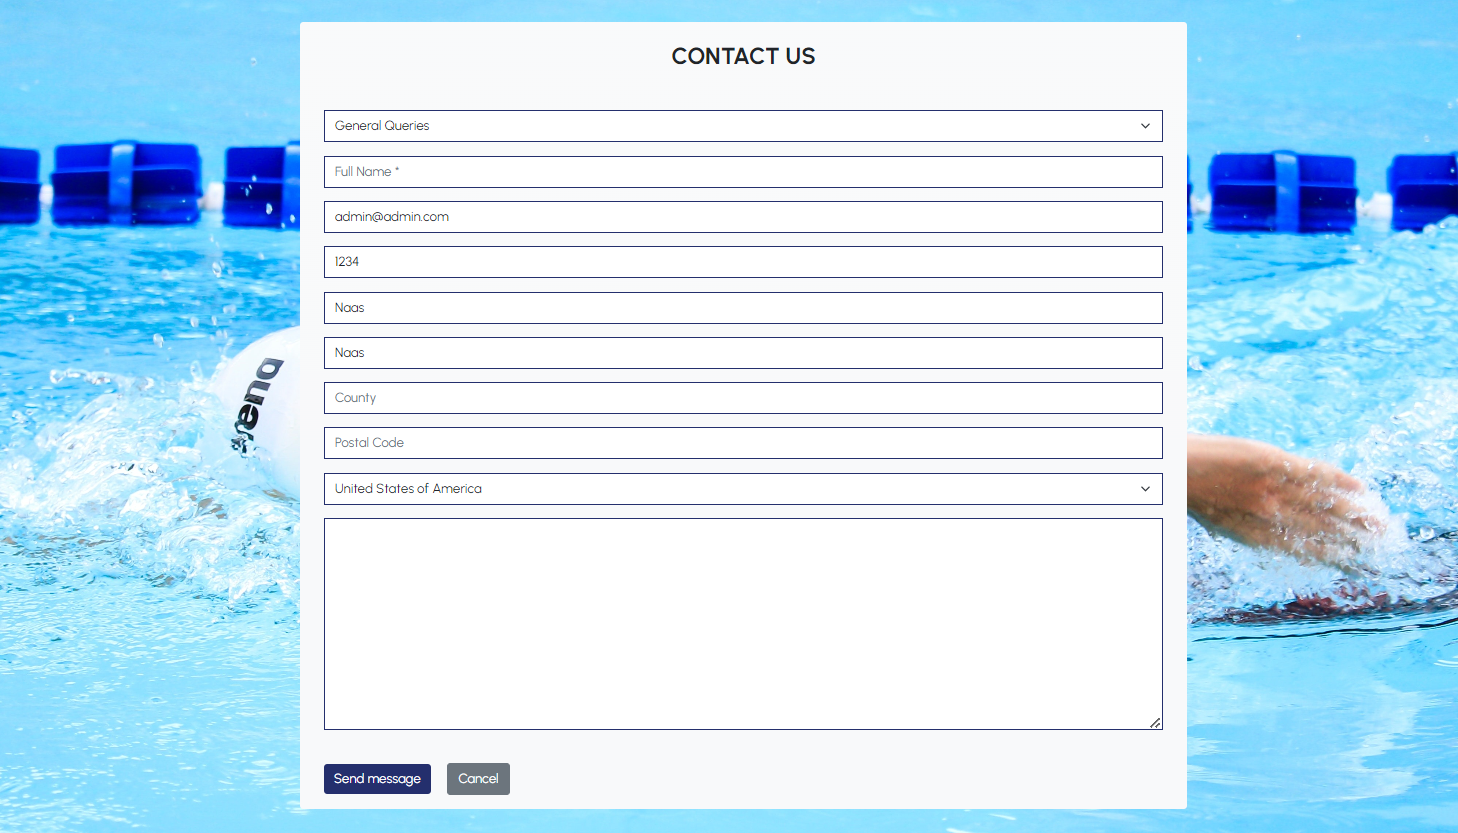 CONTACT US
General Queries
Full Name *
admin@admin.com
1234
Naas
Naas
County
Postal Code
United States of America
Send message
Cancel
arena